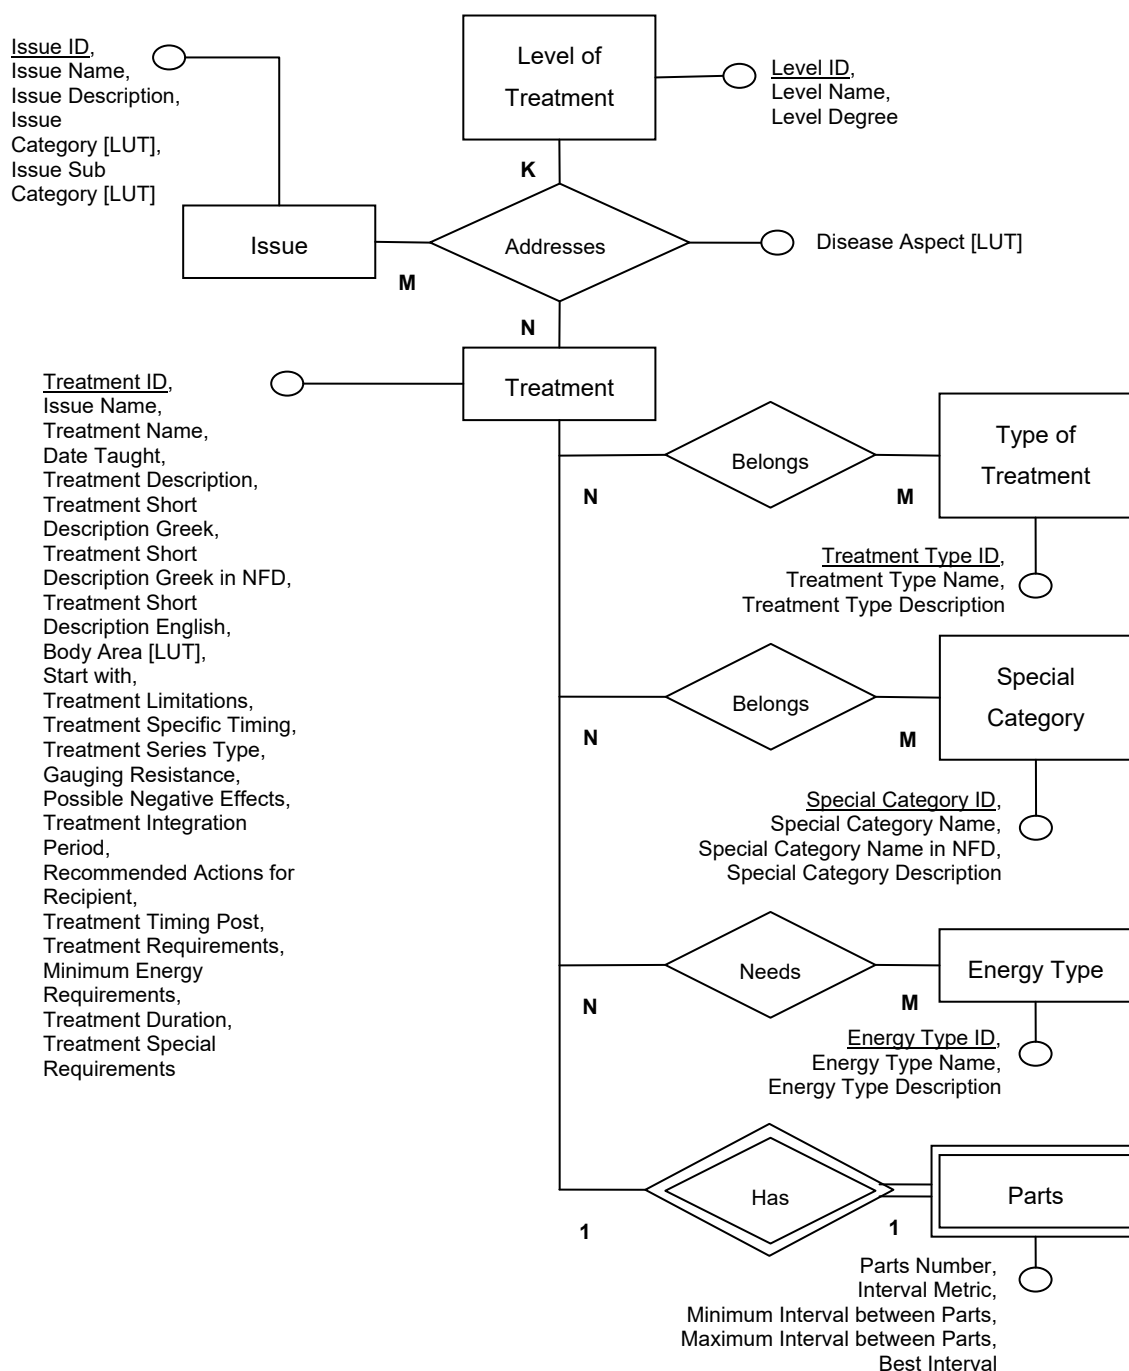 Issue ID,
Issue Name,
Issue Description,
Issue
Category [LUT],
Issue Sub
Category [LUT]
Level of
Treatment
Level ID,
Level Name,
Level Degree
K
Issue
M
Addresses
Disease Aspect [LUT]
N
Treatment
Treatment ID,
Issue Name,
Treatment Name,
Date Taught,
Treatment Description,
Treatment Short
Description Greek,
Treatment Short
Description Greek in NFD,
Treatment Short
Description English,
Body Area [LUT],
Start with,
Treatment Limitations,
Treatment Specific Timing,
Treatment Series Type,
Gauging Resistance,
Possible Negative Effects,
Treatment Integration
Period,
Recommended Actions for
Recipient,
Treatment Timing Post,
Treatment Requirements,
Minimum Energy
Requirements,
Treatment Duration,
Treatment Special
Requirements
N
Belongs
M
Type of
Treatment
Treatment Type ID,
Treatment Type Name,
Treatment Type Description
N
Belongs
M
Special
Category
Special Category ID,
Special Category Name,
Special Category Name in NFD,
Special Category Description
N
Needs
M
Energy Type
Energy Type ID,
Energy Type Name,
Energy Type Description
1
Has
1
Parts
Parts Number,
Interval Metric,
Minimum Interval between Parts,
Maximum Interval between Parts,
Best Interval